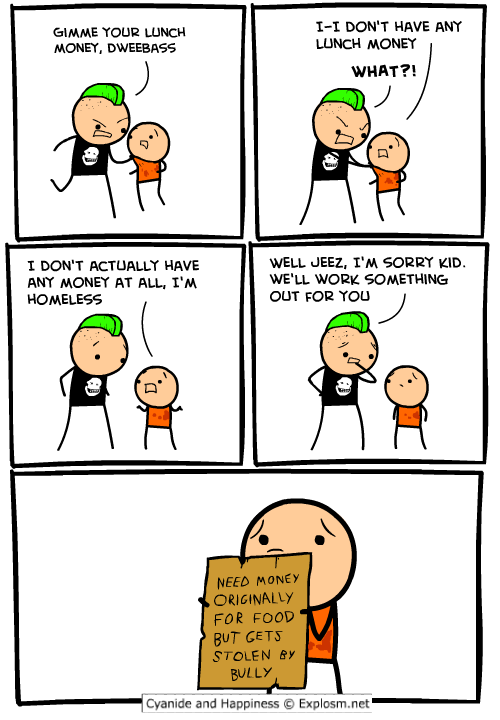 GIMME YOUR LUNCH
MONEY, DWEEBASS
I-I DON'T HAVE ANY
LUNCH MONEY
WHAT?!
I DON'T ACTUALLY HAVE
ANY MONEY AT ALL, I'M
HOMELESS
WELL JEEZ, I'M SORRY KID.
WE'LL WORK SOMETHING
OUT FOR YOU
NEED MONEY
ORIGINALLY
FOR FOOD
BUT GETS
STOLEN BY
BULLY
Cyanide and Happiness © Explosm.net